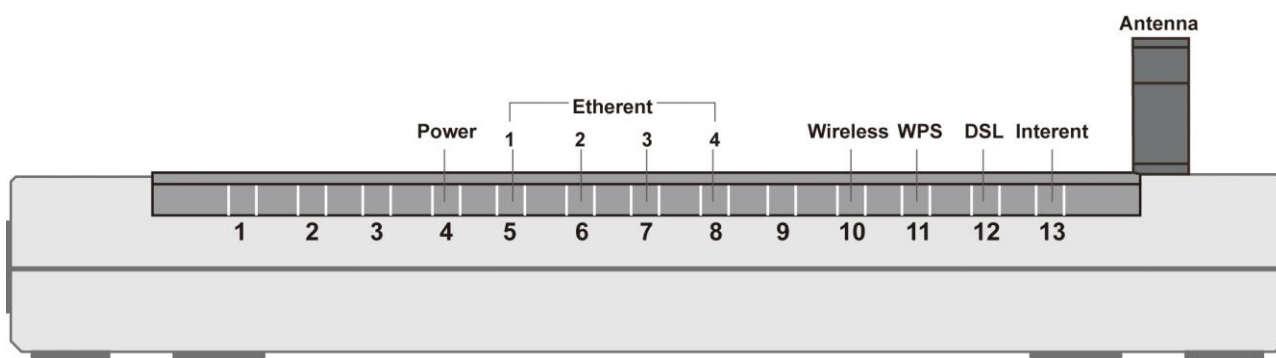 Antenna
Etherent
Power 1 2 3 4 Wireless WPS DSL Interent
1 2 3 4 5 6 7 8 9 10 11 12 13